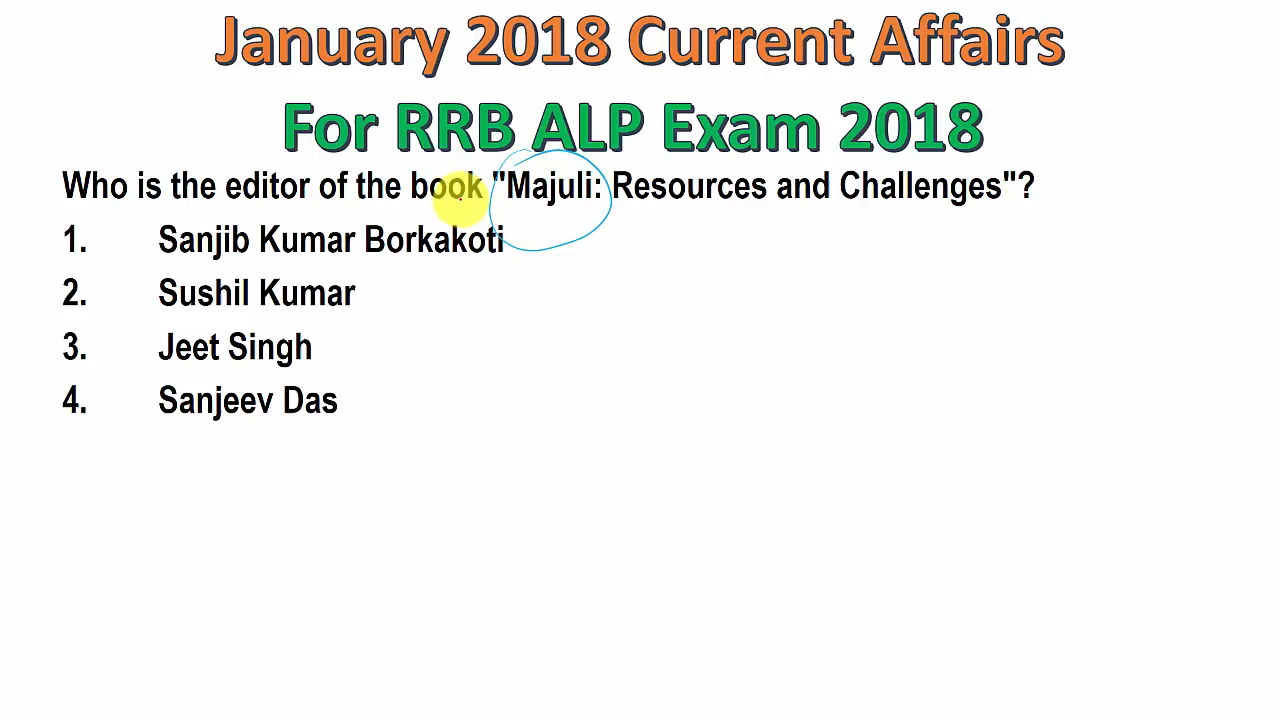 January 2018 Current Affairs
For RRB ALP Exam 2018
Who is the editor of the book "Majuli: Resources and Challenges"?
1. Sanjib Kumar Borkakoti
2. Sushil Kumar
3. Jeet Singh
4. Sanjeev Das